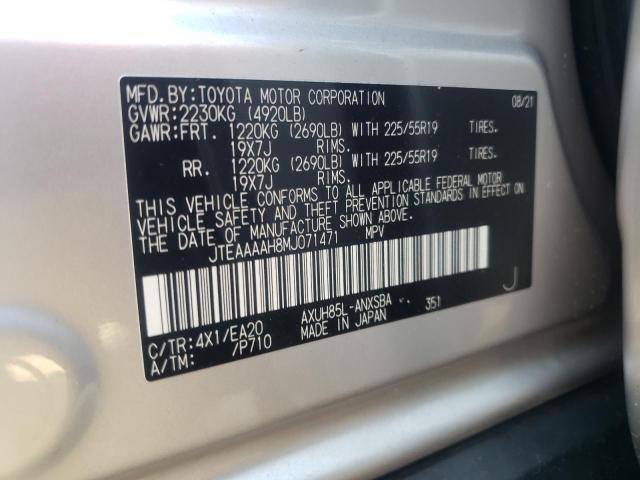 MFD. BY: TOYOTA MOTOR CORPORATION 08/21
GVWR: 2230KG (4920LB)
GAWR: FRT. 1220KG (2690LB) WITH 225/55R19 TIRES.
19X7J RIMS.
RR. 1220KG (2690LB) WITH 225/55R19 TIRES.
19X7J RIMS.
THIS VEHICLE CONFORMS TO ALL APPLICABLE FEDERAL MOTOR
VEHICLE SAFETY AND THEFT PREVENTION STANDARDS IN EFFECT ON
THE DATE OF MANUFACTURE SHOWN ABOVE.
JTEAAAAH8MJ071471 MPV
AXUH85L-ANXSBA 351 J
C/TR: 4X1/EA20 MADE IN JAPAN
A/TM: /P710